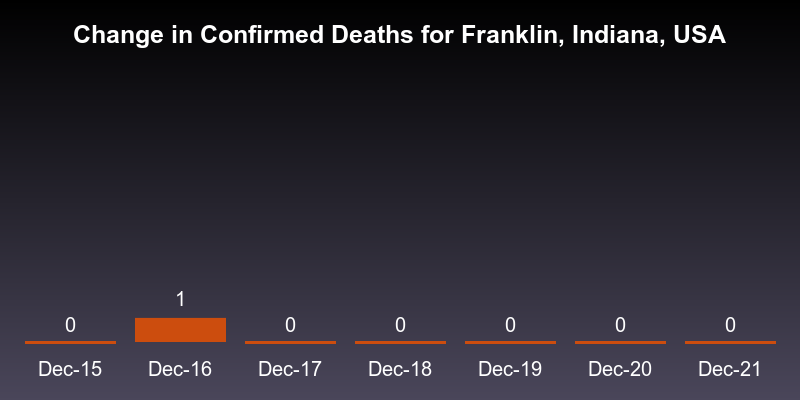 Change in Confirmed Deaths for Franklin, Indiana, USA
1
0 0 0 0 0 0
Dec-15 Dec-16 Dec-17 Dec-18 Dec-19 Dec-20 Dec-21